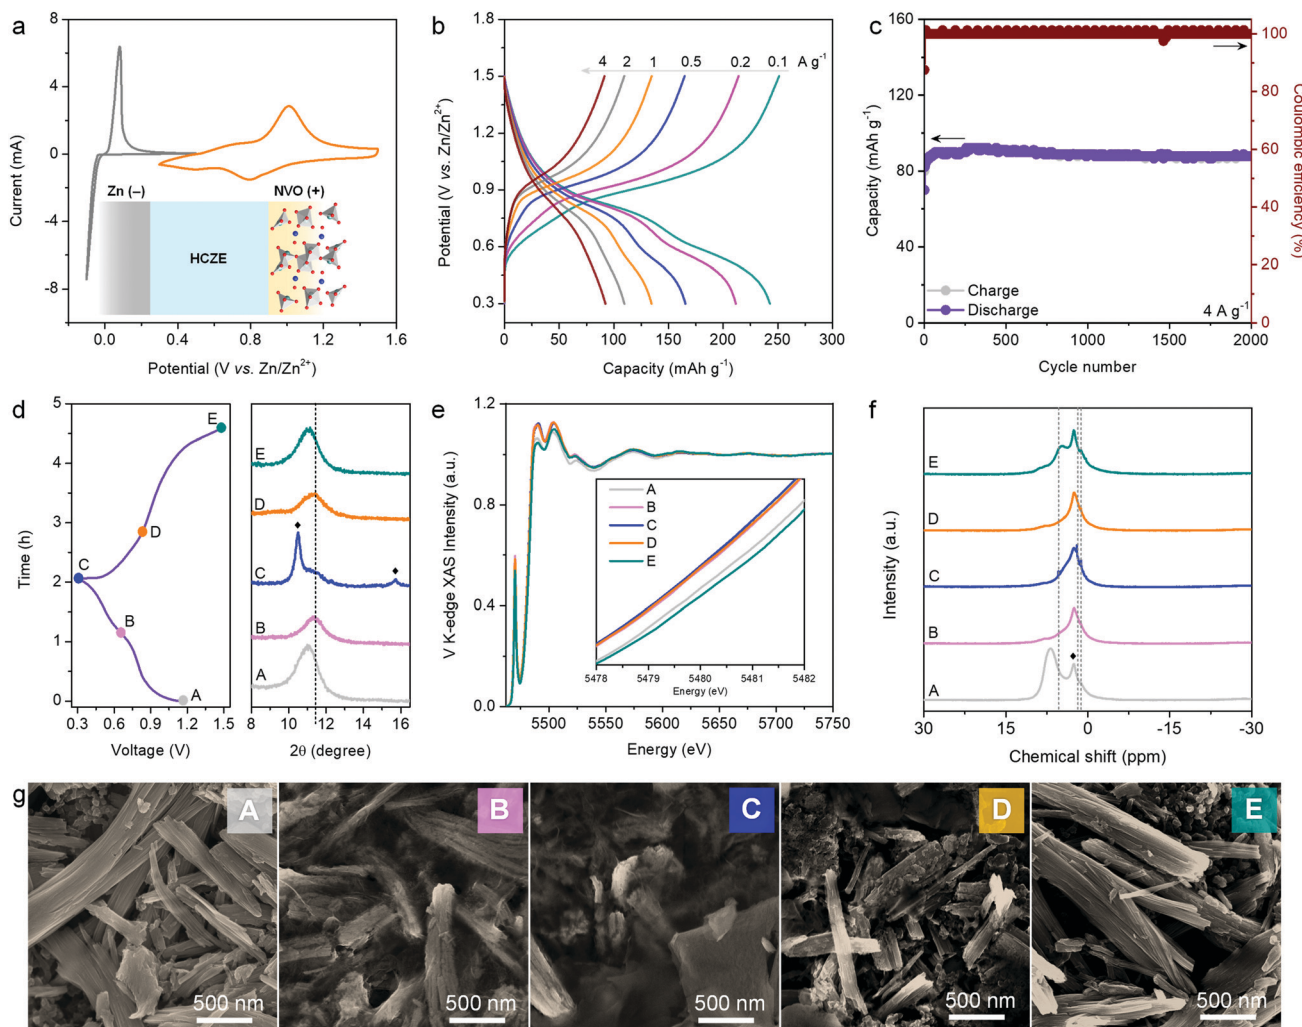 a
8
4
0
-4
-8
Current (mA)
Zn (–)
HCZE
NVO (+)
0.0
0.4
0.8
1.2
1.6
Potential (V vs. Zn/Zn²⁺)
b
1.8
1.5
1.2
0.9
0.6
0.3
Potential (V vs. Zn/Zn²⁺)
4 2 1 0.5 0.2 0.1 A g⁻¹
0 50 100 150 200 250 300
Capacity (mAh g⁻¹)
c
160
120
80
40
0
Capacity (mAh g⁻¹)
100
80
60
40
20
0
Coulombic efficiency (%)
Charge
Discharge
4 A g⁻¹
0 500 1000 1500 2000
Cycle number
d
5
4
3
2
1
0
Time (h)
E
D
C
B
A
0.3 0.6 0.9 1.2 1.5
Voltage (V)
E
D
C
B
A
8 10 12 14 16
2θ (degree)
e
1.2
0.8
0.4
0.0
V K-edge XAS Intensity (a.u.)
A
B
C
D
E
5478 5479 5480 5481 5482
Energy (eV)
5500 5550 5600 5650 5700 5750
Energy (eV)
f
Intensity (a.u.)
E
D
C
B
A
30 15 0 -15 -30
Chemical shift (ppm)
g
A
B
C
D
E
500 nm
500 nm
500 nm
500 nm
500 nm